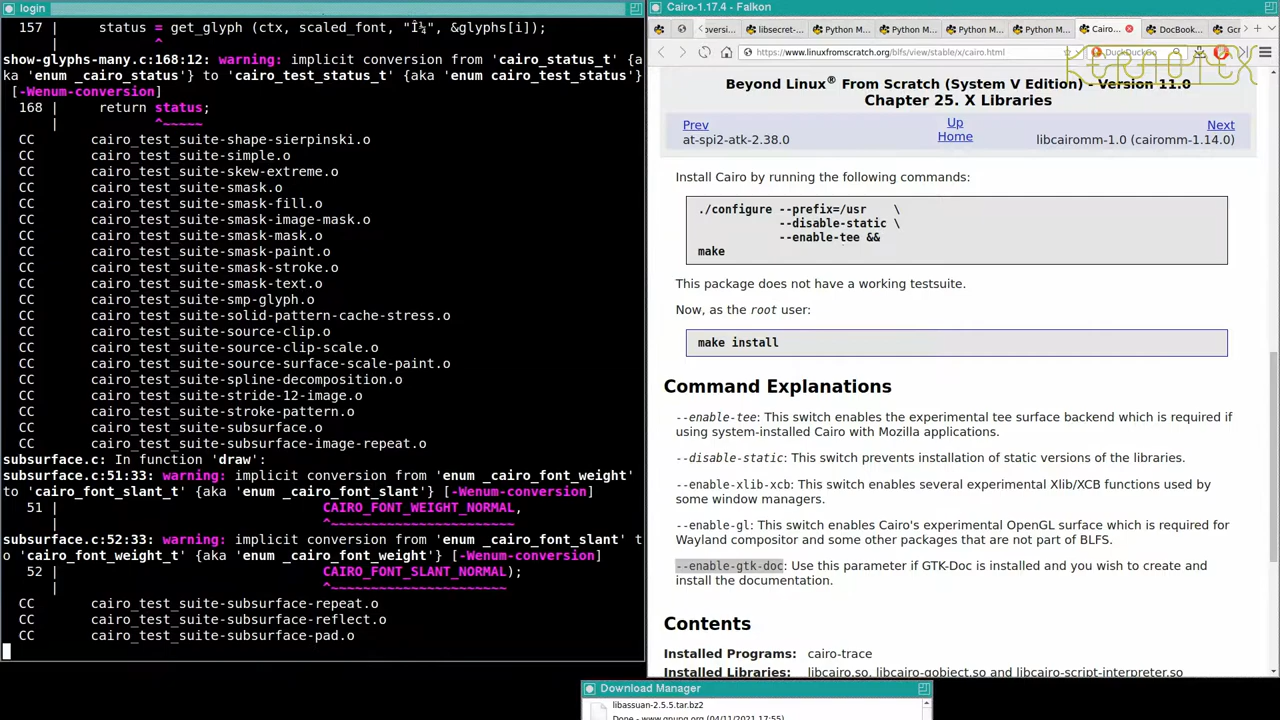 login
157 |     status = get_glyph (ctx, scaled_font, "Î¼", &glyphs[i]);
    |            ^
show-glyphs-many.c:168:12: warning: implicit conversion from 'cairo_status_t' {a
ka 'enum _cairo_status'} to 'cairo_test_status_t' {aka 'enum cairo_test_status'}
[-Wenum-conversion]
168 |     return status;
    |            ^~~~~~
CC       cairo_test_suite-shape-sierpinski.o
CC       cairo_test_suite-simple.o
CC       cairo_test_suite-skew-extreme.o
CC       cairo_test_suite-smask.o
CC       cairo_test_suite-smask-fill.o
CC       cairo_test_suite-smask-image-mask.o
CC       cairo_test_suite-smask-mask.o
CC       cairo_test_suite-smask-paint.o
CC       cairo_test_suite-smask-stroke.o
CC       cairo_test_suite-smask-text.o
CC       cairo_test_suite-smp-glyph.o
CC       cairo_test_suite-solid-pattern-cache-stress.o
CC       cairo_test_suite-source-clip.o
CC       cairo_test_suite-source-clip-scale.o
CC       cairo_test_suite-source-surface-scale-paint.o
CC       cairo_test_suite-spline-decomposition.o
CC       cairo_test_suite-stride-12-image.o
CC       cairo_test_suite-stroke-pattern.o
CC       cairo_test_suite-subsurface.o
CC       cairo_test_suite-subsurface-image-repeat.o
subsurface.c: In function 'draw':
subsurface.c:51:33: warning: implicit conversion from 'enum _cairo_font_weight'
to 'cairo_font_slant_t' {aka 'enum _cairo_font_slant'} [-Wenum-conversion]
51 |                                 CAIRO_FONT_WEIGHT_NORMAL,
   |                                 ^~~~~~~~~~~~~~~~~~~~~~~~
subsurface.c:52:33: warning: implicit conversion from 'enum _cairo_font_slant' t
o 'cairo_font_weight_t' {aka 'enum _cairo_font_weight'} [-Wenum-conversion]
52 |                                 CAIRO_FONT_SLANT_NORMAL);
   |                                 ^~~~~~~~~~~~~~~~~~~~~~~
CC       cairo_test_suite-subsurface-repeat.o
CC       cairo_test_suite-subsurface-reflect.o
CC       cairo_test_suite-subsurface-pad.o
Cairo-1.17.4 - Falkon
oversi... libsecret-... Python M... Python M... Python M... Cairo... DocBook... Gcr
https://www.linuxfromscratch.org/blfs/view/stable/x/cairo.html DuckDuckGo
KERNOTEX
Beyond Linux® From Scratch (System V Edition) - Version 11.0
Chapter 25. X Libraries
Prev Up Next
at-spi2-atk-2.38.0 Home libcairomm-1.0 (cairomm-1.14.0)
Install Cairo by running the following commands:
./configure --prefix=/usr    \
            --disable-static \
            --enable-tee &&
make
This package does not have a working testsuite.
Now, as the root user:
make install
Command Explanations
--enable-tee: This switch enables the experimental tee surface backend which is required if
using system-installed Cairo with Mozilla applications.
--disable-static: This switch prevents installation of static versions of the libraries.
--enable-xlib-xcb: This switch enables several experimental Xlib/XCB functions used by
some window managers.
--enable-gl: This switch enables Cairo's experimental OpenGL surface which is required for
Wayland compositor and some other packages that are not part of BLFS.
--enable-gtk-doc: Use this parameter if GTK-Doc is installed and you wish to create and
install the documentation.
Contents
Installed Programs: cairo-trace
Installed Libraries: libcairo.so, libcairo-gobject.so and libcairo-script-interpreter.so
Download Manager
libassuan-2.5.5.tar.bz2
Done - www.gnupg.org (04/11/2021 17:55)